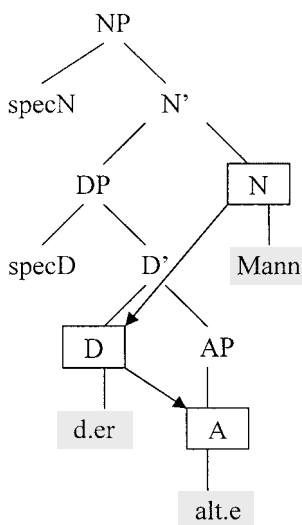 NP
specN N’
DP N
specD D’ Mann
D AP
d.er A
alt.e